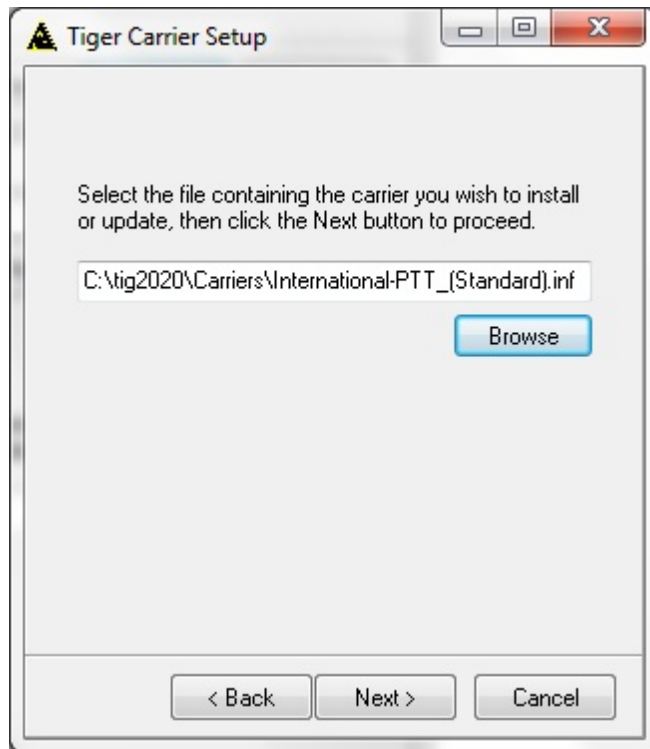 Tiger Carrier Setup
Select the file containing the carrier you wish to install
or update, then click the Next button to proceed.
C:\tig2020\Carriers\International-PTT_(Standard).inf
Browse
< Back Next > Cancel